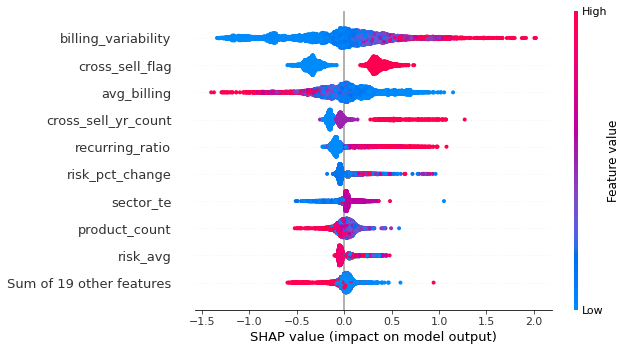 High
billing_variability
cross_sell_flag
avg_billing
cross_sell_yr_count
recurring_ratio
risk_pct_change
sector_te
product_count
risk_avg
Sum of 19 other features
Feature value
Low
−1.5 −1.0 −0.5 0.0 0.5 1.0 1.5 2.0
SHAP value (impact on model output)